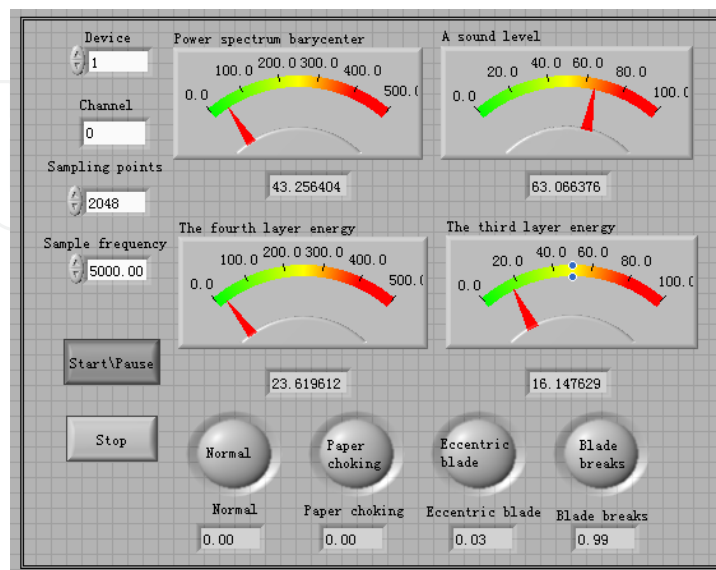 Device
1
Channel
0
Sampling points
2048
Sample frequency
5000.00
Start\Pause
Stop
Power spectrum barycenter
0.0 100.0 200.0 300.0 400.0 500.(
43.256404
A sound level
0.0 20.0 40.0 60.0 80.0 100.0
63.066376
The fourth layer energy
0.0 100.0 200.0 300.0 400.0 500.(
23.619612
The third layer energy
0.0 20.0 40.0 60.0 80.0 100.0
16.147629
Normal
Paper
choking
Eccentric
blade
Blade
breaks
Normal Paper choking Eccentric blade Blade breaks
0.00 0.00 0.03 0.99